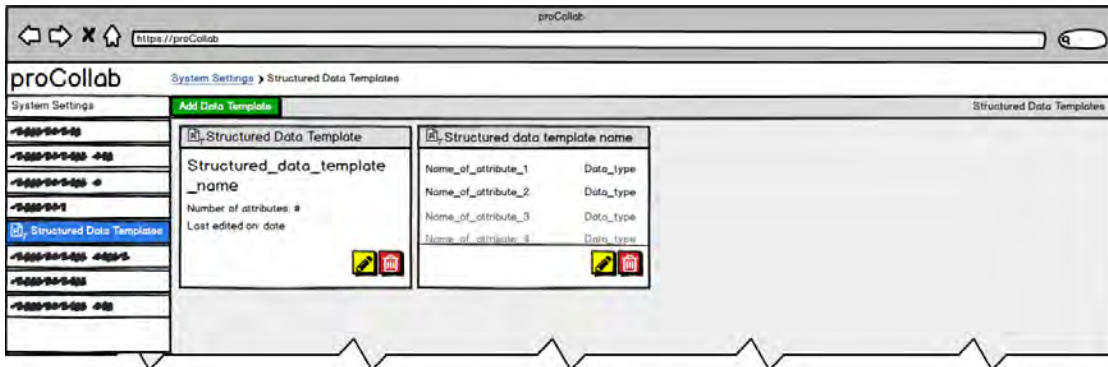 proCollab
https://proCollab
proCollab
System Settings > Structured Data Templates
System Settings
Add Data Template
Structured Data Templates
Structured Data Templates
Structured Data Template
Structured_data_template
_name
Number of attributes: #
Last edited on: date
Structured data template name
Name_of_attribute_1 Data_type
Name_of_attribute_2 Data_type
Name_of_attribute_3 Data_type
Name_of_attribute_4 Data_type